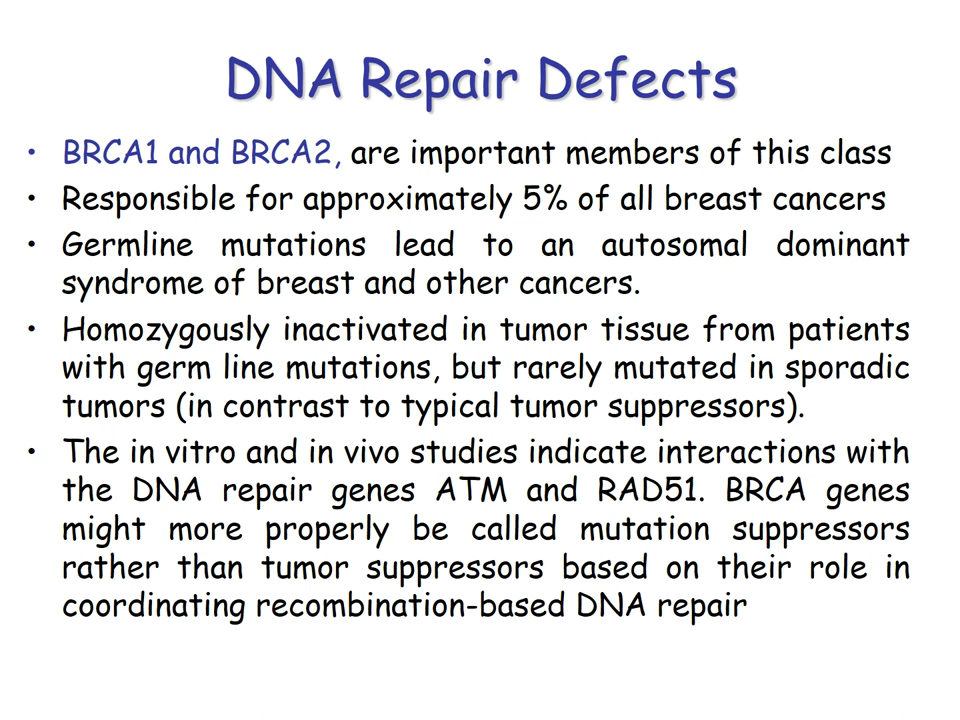 DNA Repair Defects
• BRCA1 and BRCA2, are important members of this class
• Responsible for approximately 5% of all breast cancers
• Germline mutations lead to an autosomal dominant
syndrome of breast and other cancers.
• Homozygously inactivated in tumor tissue from patients
with germ line mutations, but rarely mutated in sporadic
tumors (in contrast to typical tumor suppressors).
• The in vitro and in vivo studies indicate interactions with
the DNA repair genes ATM and RAD51. BRCA genes
might more properly be called mutation suppressors
rather than tumor suppressors based on their role in
coordinating recombination-based DNA repair